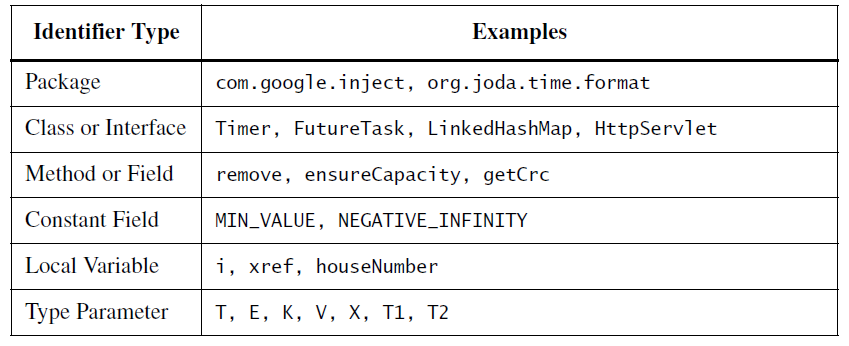 Identifier Type Examples
Package com.google.inject, org.joda.time.format
Class or Interface Timer, FutureTask, LinkedHashMap, HttpServlet
Method or Field remove, ensureCapacity, getCrc
Constant Field MIN_VALUE, NEGATIVE_INFINITY
Local Variable i, xref, houseNumber
Type Parameter T, E, K, V, X, T1, T2